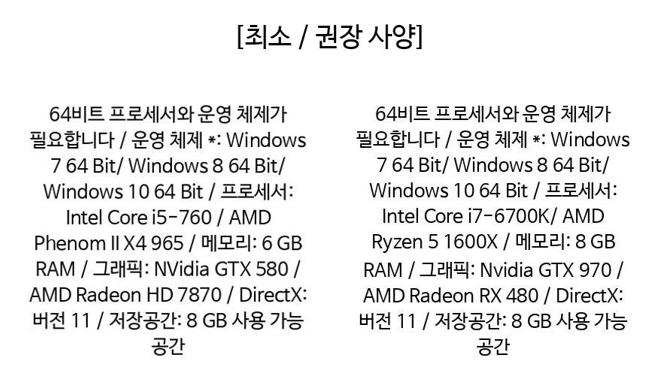 [최소 / 권장 사양]
64비트 프로세서와 운영 체제가
필요합니다 / 운영 체제 *: Windows
7 64 Bit/ Windows 8 64 Bit/
Windows 10 64 Bit / 프로세서:
Intel Core i5-760 / AMD
Phenom II X4 965 / 메모리: 6 GB
RAM / 그래픽: NVidia GTX 580 /
AMD Radeon HD 7870 / DirectX:
버전 11 / 저장공간: 8 GB 사용 가능
공간
64비트 프로세서와 운영 체제가
필요합니다 / 운영 체제 *: Windows
7 64 Bit/ Windows 8 64 Bit/
Windows 10 64 Bit / 프로세서:
Intel Core i7-6700K/ AMD
Ryzen 5 1600X / 메모리: 8 GB
RAM / 그래픽: Nvidia GTX 970 /
AMD Radeon RX 480 / DirectX:
버전 11 / 저장공간: 8 GB 사용 가능
공간